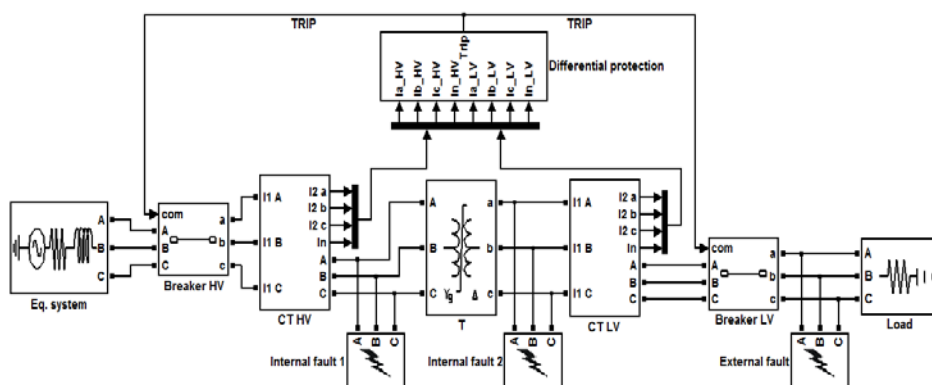 TRIP TRIP
Trip
Ia_HV Ib_HV Ic_HV In_HV Ia_LV Ib_LV Ic_LV In_LV
Differential protection
A B C
Eq. system
com
A B C
a b c
Breaker HV
I1 A
I1 B
I1 C
I2 a
I2 b
I2 c
In
A
B
C
CT HV
A
B
C
Yg
Δ
a
b
c
T
I1 A
I1 B
I1 C
I2 a
I2 b
I2 c
In
A
B
C
CT LV
com
A
B
C
a
b
c
Breaker LV
A
B
C
Load
A B C
Internal fault 1
A B C
Internal fault 2
A B C
External fault